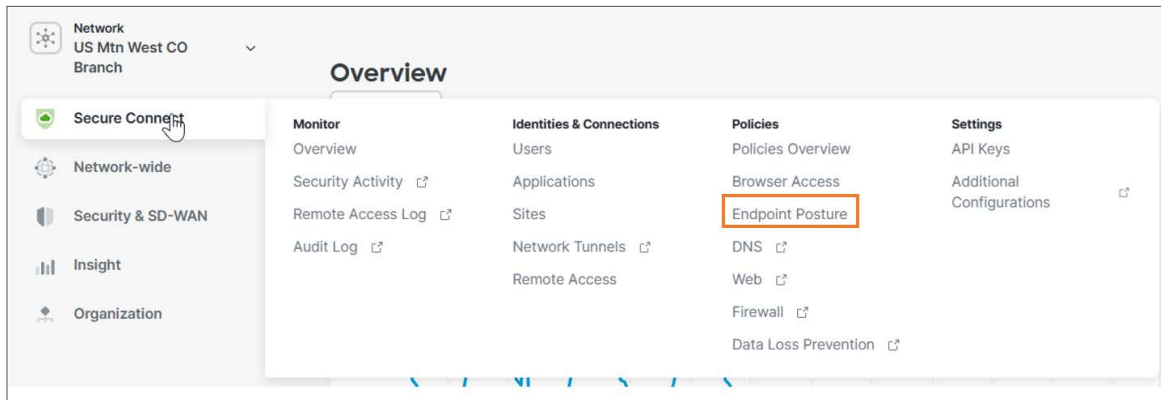 Network
US Mtn West CO
Branch
Overview
Secure Connect
Network-wide
Security & SD-WAN
Insight
Organization
Monitor
Overview
Security Activity
Remote Access Log
Audit Log
Identities & Connections
Users
Applications
Sites
Network Tunnels
Remote Access
Policies
Policies Overview
Browser Access
Endpoint Posture
DNS
Web
Firewall
Data Loss Prevention
Settings
API Keys
Additional
Configurations